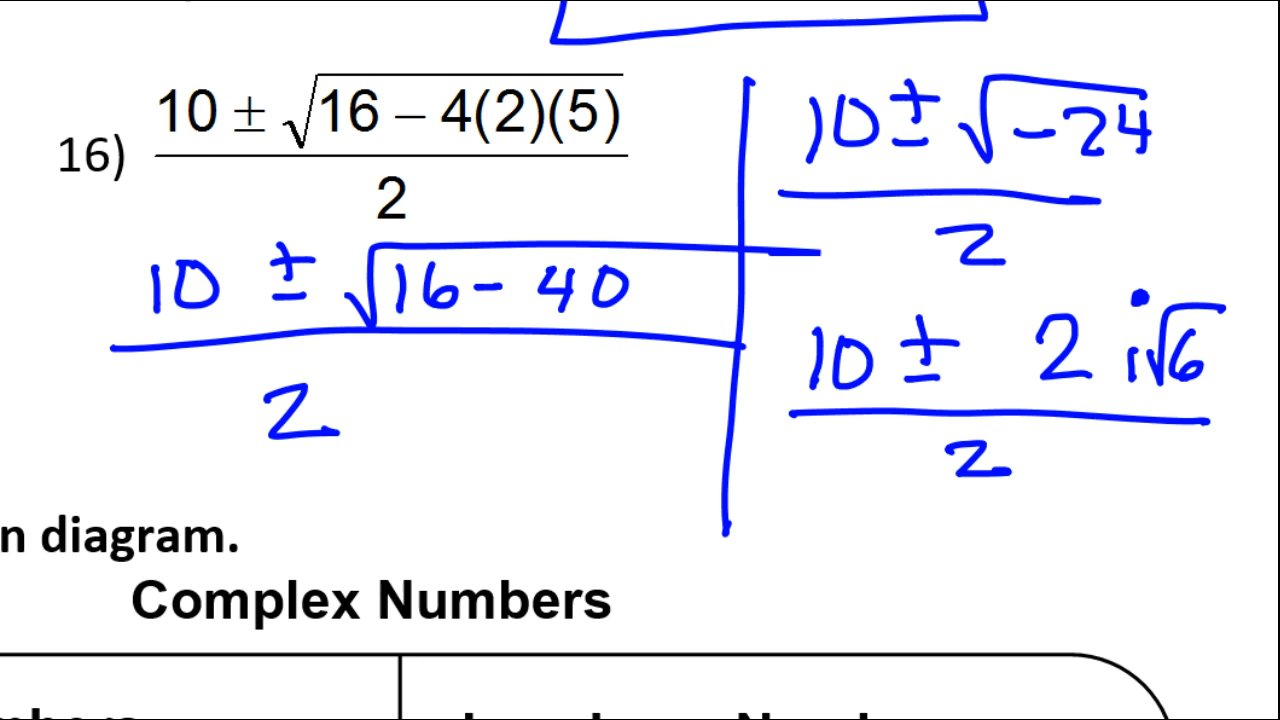 16) 10 ± √16 – 4(2)(5)
2
10 ± √16 - 40
2
10 ± √-24
2
10 ± 2 i√6
2
n diagram.
Complex Numbers